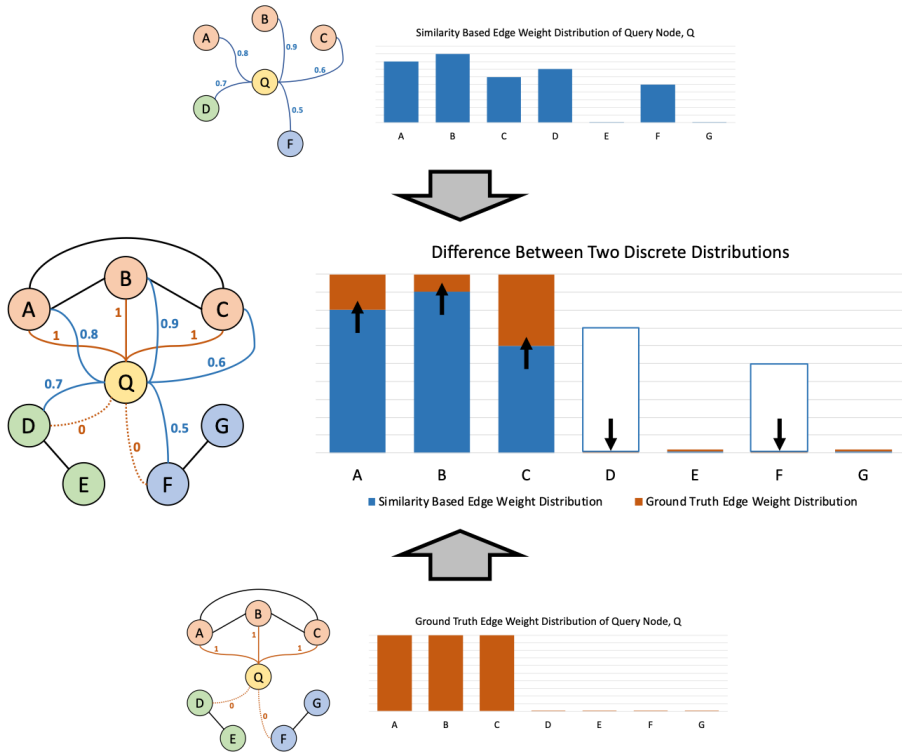 B
A
C
0.8
0.9
0.6
Q
0.7
D
0.5
F
Similarity Based Edge Weight Distribution of Query Node, Q
A B C D E F G
Difference Between Two Discrete Distributions
B
A
C
1
0.8
1
0.9
1
0.6
Q
0.7
D
0
G
0
0.5
E
F
A B C D E F G
Similarity Based Edge Weight Distribution
Ground Truth Edge Weight Distribution
B
A
C
1
1
1
Q
D
0
G
0
E
F
Ground Truth Edge Weight Distribution of Query Node, Q
A B C D E F G